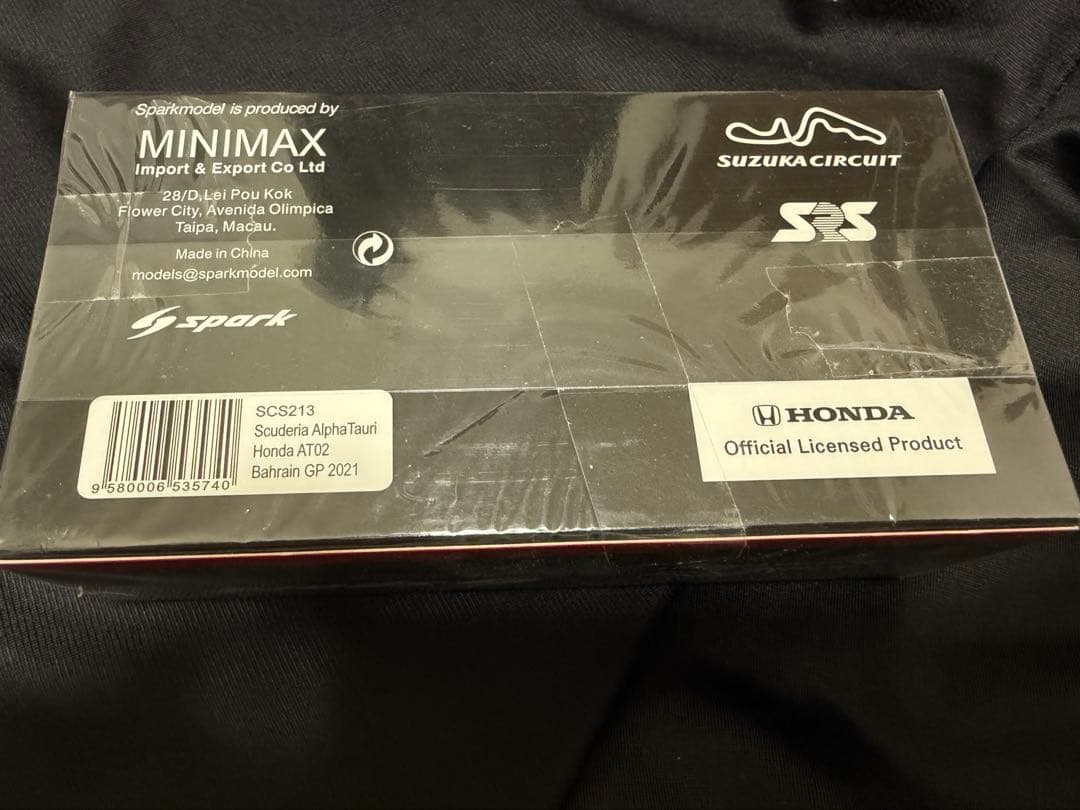 Sparkmodel is produced by
MINIMAX
Import & Export Co Ltd
28/D,Lei Pou Kok
Flower City, Avenida Olimpica
Taipa, Macau.
Made in China
models@sparkmodel.com
spark
SUZUKA CIRCUIT
SRS
SCS213
Scuderia AlphaTauri
Honda AT02
Bahrain GP 2021
9 580006 535740
HONDA
Official Licensed Product